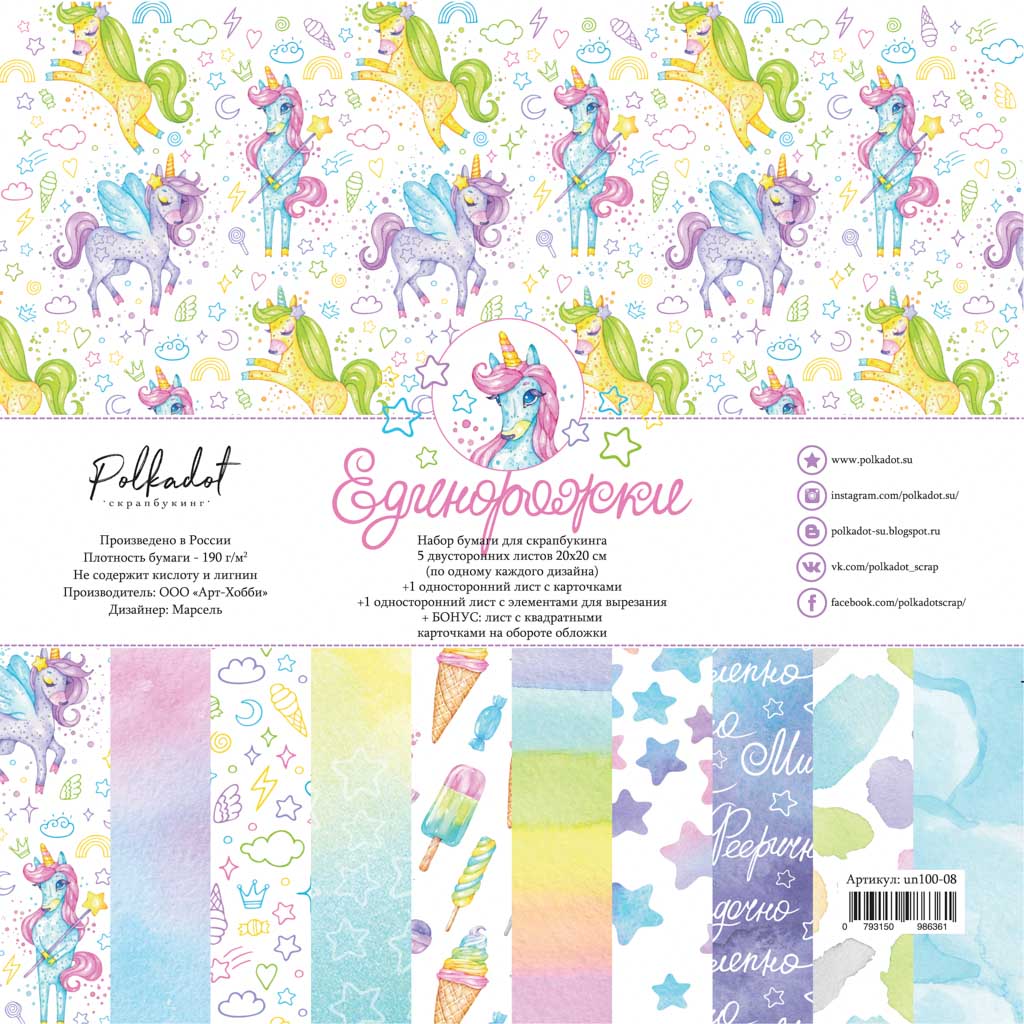 Polkadot
·скрапбукинг·
Произведено в России
Плотность бумаги - 190 г/м²
Не содержит кислоту и лигнин
Производитель: ООО «Арт-Хобби»
Дизайнер: Марсель
Единорожки
Набор бумаги для скрапбукинга
5 двусторонних листов 20x20 см
(по одному каждого дизайна)
+1 односторонний лист с карточками
+1 односторонний лист с элементами для вырезания
+ БОНУС: лист с квадратными
карточками на обороте обложки
www.polkadot.su
instagram.com/polkadot.su/
polkadot-su.blogspot.ru
vk.com/polkadot_scrap
facebook.com/polkadotscrap/
Артикул: un100-08
0 793150 986361